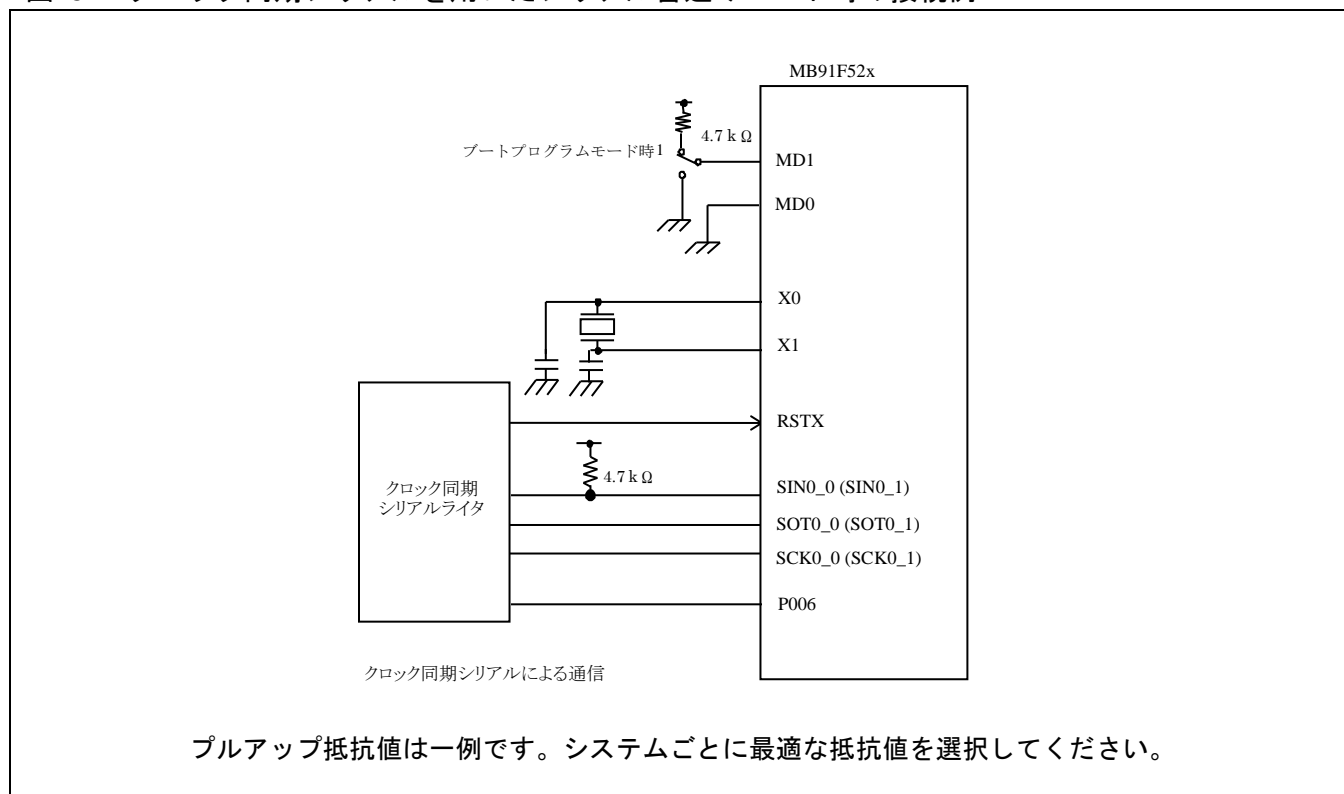 MB91F52x
4.7 k Ω
ブートプログラムモード時1
MD1
MD0
X0
X1
RSTX
4.7 k Ω
クロック同期
シリアルライタ
SIN0_0 (SIN0_1)
SOT0_0 (SOT0_1)
SCK0_0 (SCK0_1)
P006
クロック同期シリアルによる通信
プルアップ抵抗値は一例です。システムごとに最適な抵抗値を選択してください。